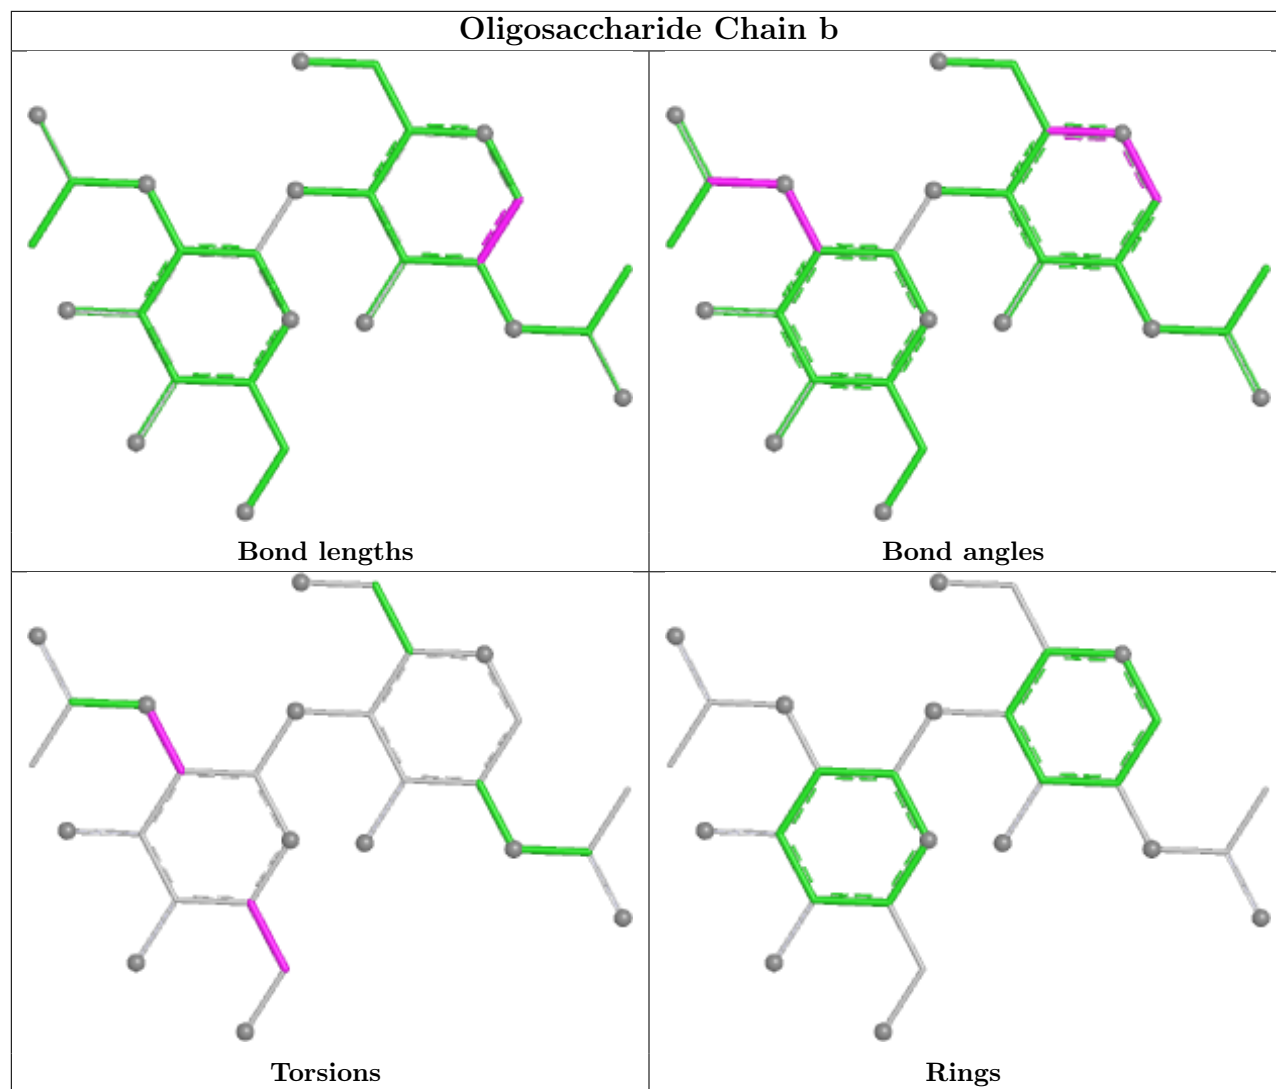 Oligosaccharide Chain b
Bond lengths
Bond angles
Torsions
Rings